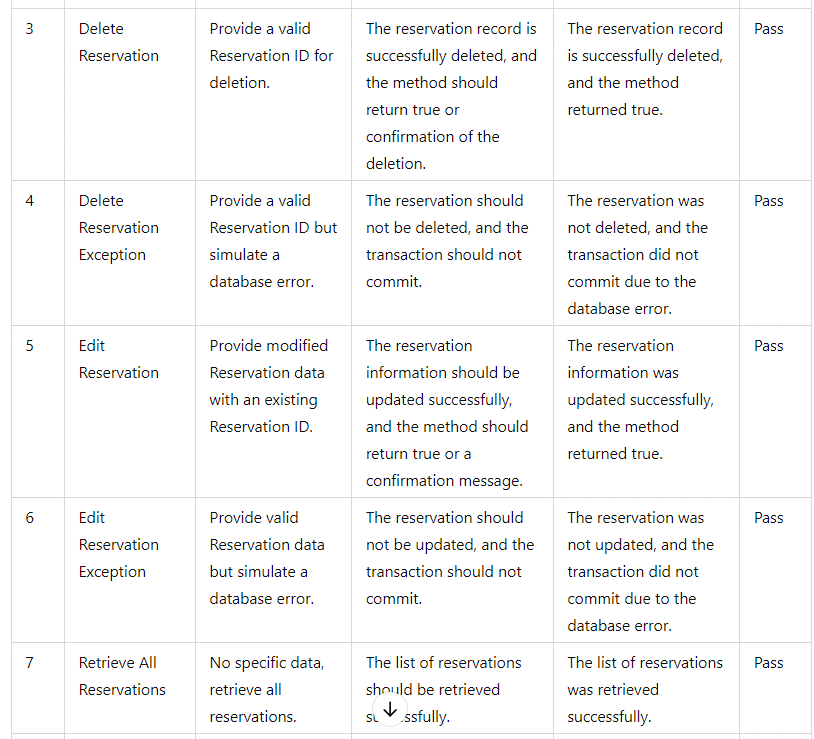 3
Delete
Reservation
Provide a valid
Reservation ID for
deletion.
The reservation record is
successfully deleted, and
the method should
return true or
confirmation of the
deletion.
The reservation record
is successfully deleted,
and the method
returned true.
Pass
4
Delete
Reservation
Exception
Provide a valid
Reservation ID but
simulate a
database error.
The reservation should
not be deleted, and the
transaction should not
commit.
The reservation was
not deleted, and the
transaction did not
commit due to the
database error.
Pass
5
Edit
Reservation
Provide modified
Reservation data
with an existing
Reservation ID.
The reservation
information should be
updated successfully,
and the method should
return true or a
confirmation message.
The reservation
information was
updated successfully,
and the method
returned true.
Pass
6
Edit
Reservation
Exception
Provide valid
Reservation data
but simulate a
database error.
The reservation should
not be updated, and the
transaction should not
commit.
The reservation was
not updated, and the
transaction did not
commit due to the
database error.
Pass
7
Retrieve All
Reservations
No specific data,
retrieve all
reservations.
The list of reservations
should be retrieved
The list of reservations
was retrieved
successfully.
Pass